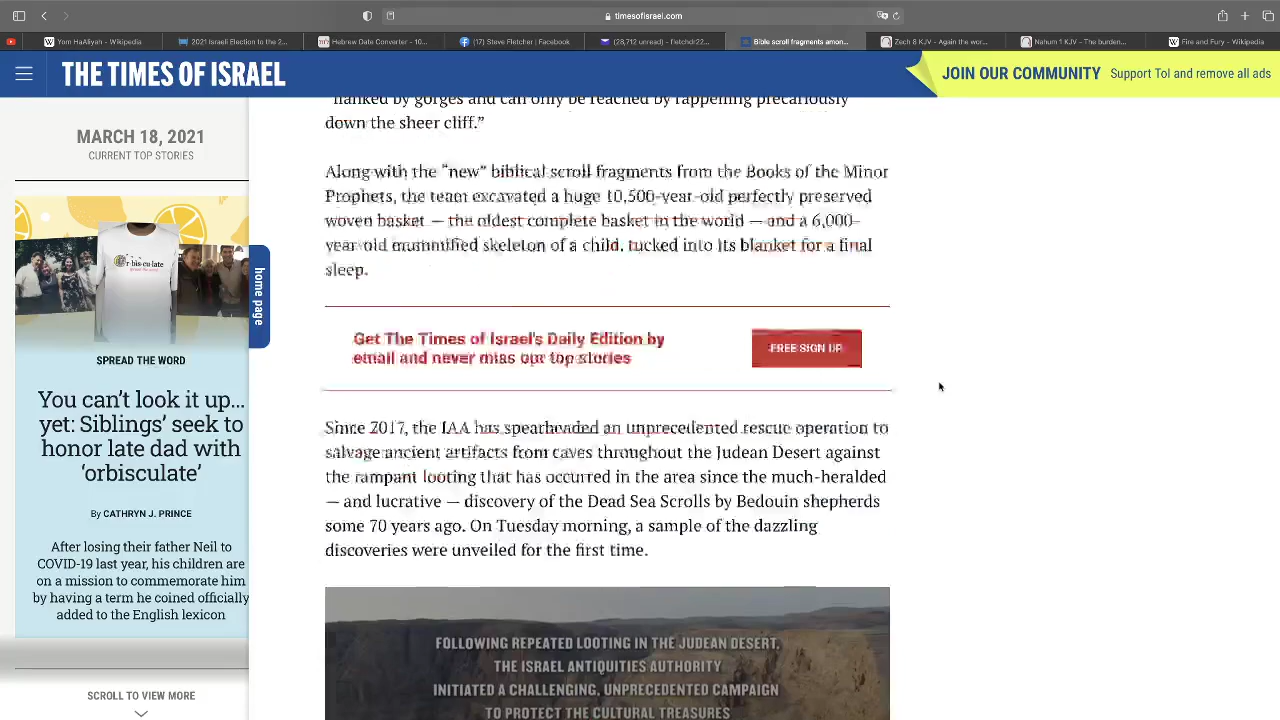 timesofisrael.com
Yom HaAliyah - Wikipedia
2021 Israeli Election to the 2...
Hebrew Date Converter - 10...
(17) Steve Fletcher | Facebook
(28,712 unread) - fletchdr22...
Bible scroll fragments amon...
Zech 8 KJV - Again the wor...
Nahum 1 KJV - The burden...
Fire and Fury - Wikipedia
THE TIMES OF ISRAEL
JOIN OUR COMMUNITY Support ToI and remove all ads
MARCH 18, 2021
CURRENT TOP STORIES
r·bis·cu·late
home page
SPREAD THE WORD
You can't look it up...
yet: Siblings' seek to
honor late dad with
'orbisculate'
By CATHRYN J. PRINCE
After losing their father Neil to
COVID-19 last year, his children are
on a mission to commemorate him
by having a term he coined officially
added to the English lexicon
SCROLL TO VIEW MORE
flanked by gorges and can only be reached by rappelling precariously
down the sheer cliff.”
Along with the “new” biblical scroll fragments from the Books of the Minor
Prophets, the team excavated a huge 10,500-year-old perfectly preserved
woven basket — the oldest complete basket in the world — and a 6,000-
year-old mummified skeleton of a child, tucked into its blanket for a final
sleep.
Get The Times of Israel's Daily Edition by
email and never miss our top stories
FREE SIGN UP
Since 2017, the IAA has spearheaded an unprecedented rescue operation to
salvage ancient artifacts from caves throughout the Judean Desert against
the rampant looting that has occurred in the area since the much-heralded
— and lucrative — discovery of the Dead Sea Scrolls by Bedouin shepherds
some 70 years ago. On Tuesday morning, a sample of the dazzling
discoveries were unveiled for the first time.
FOLLOWING REPEATED LOOTING IN THE JUDEAN DESERT,
THE ISRAEL ANTIQUITIES AUTHORITY
INITIATED A CHALLENGING, UNPRECEDENTED CAMPAIGN
TO PROTECT THE CULTURAL TREASURES